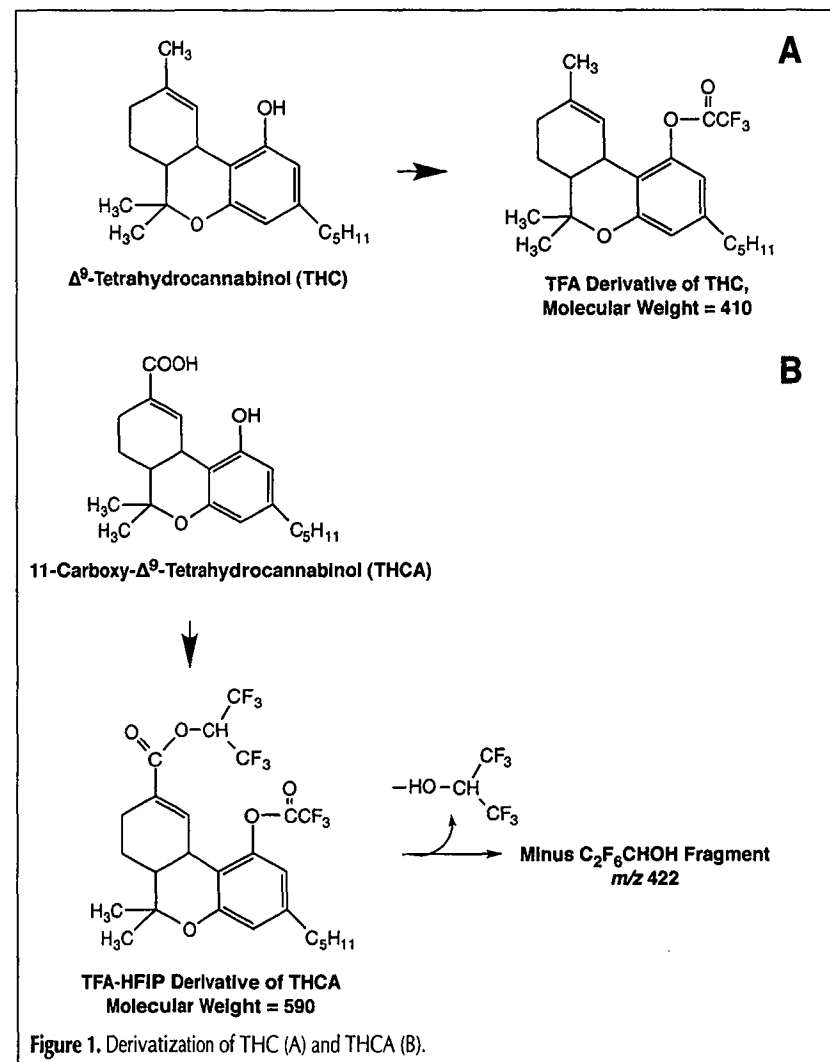 A
CH₃
OH
H₃C
H₃C
O
C₅H₁₁
Δ⁹-Tetrahydrocannabinol (THC)
CH₃
O
O—C—CF₃
H₃C
H₃C
O
C₅H₁₁
TFA Derivative of THC,
Molecular Weight = 410
B
COOH
OH
H₃C
H₃C
O
C₅H₁₁
11-Carboxy-Δ⁹-Tetrahydrocannabinol (THCA)
CF₃
O
O—CH
C
CF₃
O
O—C—CF₃
H₃C
H₃C
O
C₅H₁₁
TFA-HFIP Derivative of THCA
Molecular Weight = 590
CF₃
—HO—CH
CF₃
Minus C₂F₆CHOH Fragment
m/z 422
Figure 1. Derivatization of THC (A) and THCA (B).